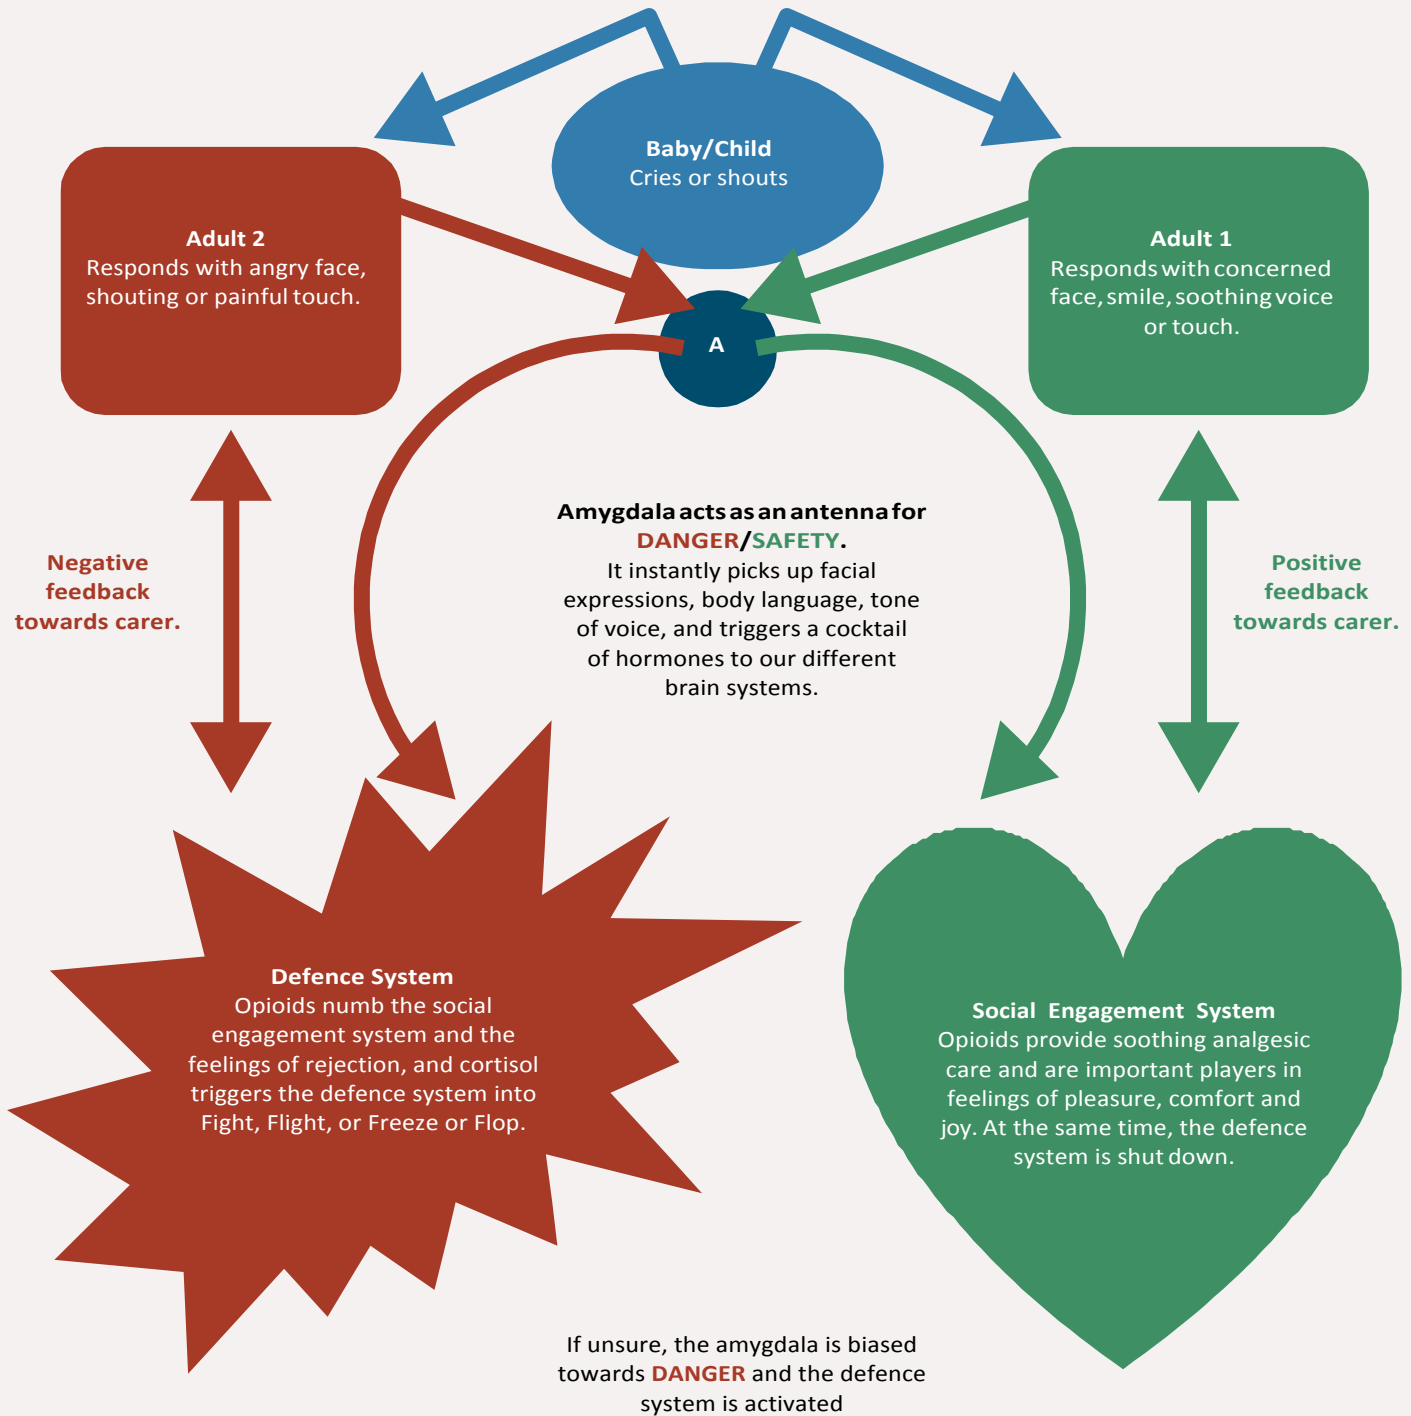 Baby/Child
Cries or shouts
Adult 2
Responds with angry face,
shouting or painful touch.
Adult 1
Responds with concerned
face, smile, soothing voice
or touch.
A
Amygdala acts as an antenna for
DANGER/SAFETY.
It instantly picks up facial
expressions, body language, tone
of voice, and triggers a cocktail
of hormones to our different
brain systems.
Negative
feedback
towards carer.
Positive
feedback
towards carer.
Defence System
Opioids numb the social
engagement system and the
feelings of rejection, and cortisol
triggers the defence system into
Fight, Flight, or Freeze or Flop.
Social Engagement System
Opioids provide soothing analgesic
care and are important players in
feelings of pleasure, comfort and
joy. At the same time, the defence
system is shut down.
If unsure, the amygdala is biased
towards DANGER and the defence
system is activated